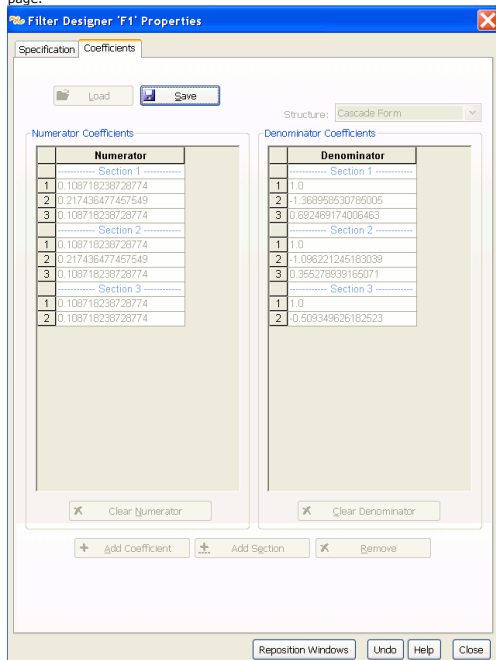 page.
Filter Designer 'F1' Properties
Specification Coefficients
Load Save
Structure: Cascade Form
Numerator Coefficients Denominator Coefficients
Numerator Denominator
------------ Section 1 ------------ ------------ Section 1 ------------
1 0.108718238728774 1 1.0
2 0.217436477457549 2 -1.368958530785005
3 0.108718238728774 3 0.692469174006463
------------ Section 2 ------------ ------------ Section 2 ------------
1 0.108718238728774 1 1.0
2 0.217436477457549 2 -1.096221245183039
3 0.108718238728774 3 0.355278939165071
------------ Section 3 ------------ ------------ Section 3 ------------
1 0.108718238728774 1 1.0
2 0.108718238728774 2 -0.509349626182523
Clear Numerator Clear Denominator
Add Coefficient Add Section Remove
Reposition Windows Undo Help Close